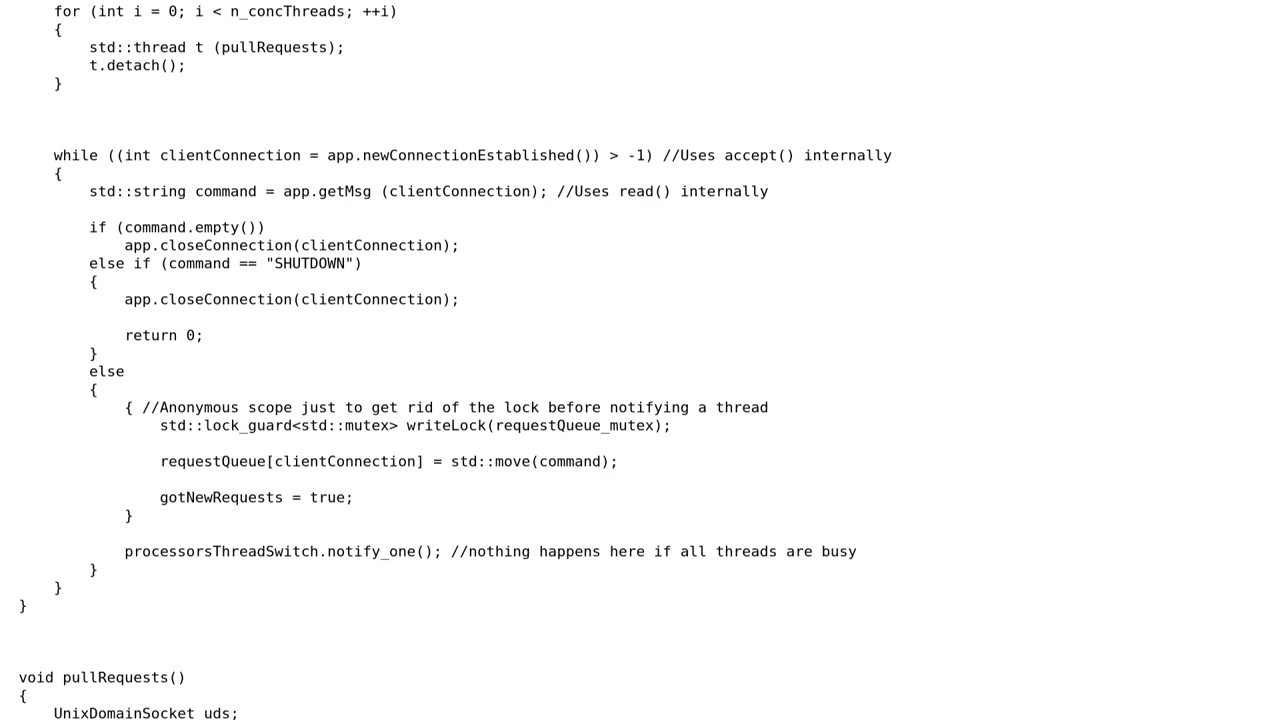 for (int i = 0; i < n_concThreads; ++i)
{
std::thread t (pullRequests);
t.detach();
}
while ((int clientConnection = app.newConnectionEstablished()) > -1) //Uses accept() internally
{
std::string command = app.getMsg (clientConnection); //Uses read() internally
if (command.empty())
app.closeConnection(clientConnection);
else if (command == "SHUTDOWN")
{
app.closeConnection(clientConnection);
return 0;
}
else
{
{ //Anonymous scope just to get rid of the lock before notifying a thread
std::lock_guard<std::mutex> writeLock(requestQueue_mutex);
requestQueue[clientConnection] = std::move(command);
gotNewRequests = true;
}
processorsThreadSwitch.notify_one(); //nothing happens here if all threads are busy
}
}
}
void pullRequests()
{
UnixDomainSocket uds;